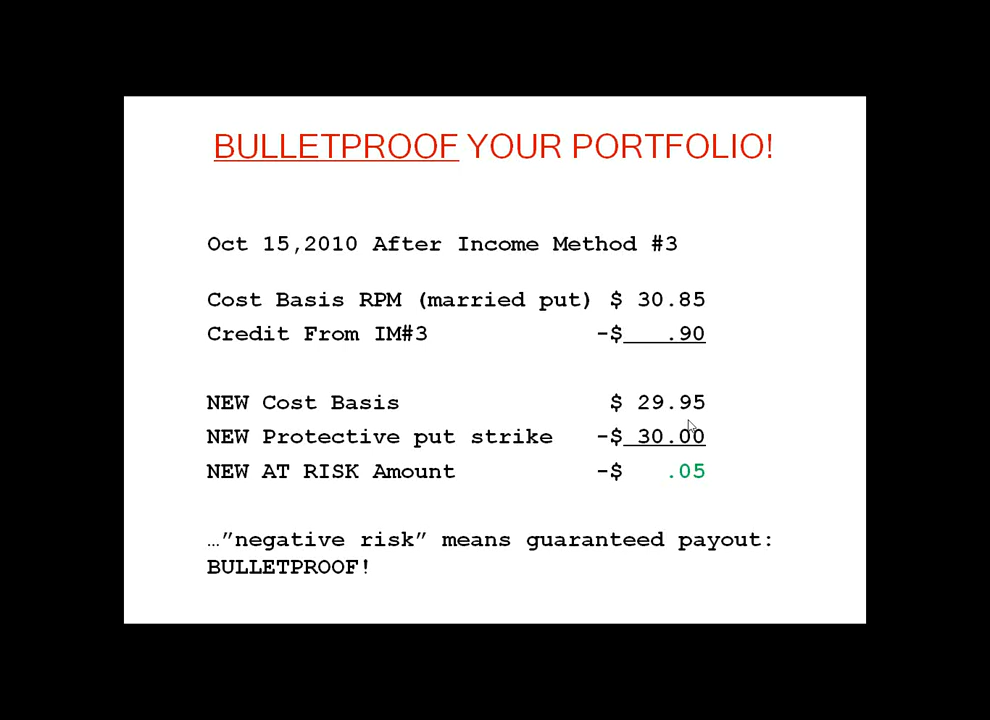 BULLETPROOF YOUR PORTFOLIO!
Oct 15,2010 After Income Method #3
Cost Basis RPM (married put) $ 30.85
Credit From IM#3 -$ .90
NEW Cost Basis $ 29.95
NEW Protective put strike -$ 30.00
NEW AT RISK Amount -$ .05
…”negative risk” means guaranteed payout:
BULLETPROOF!